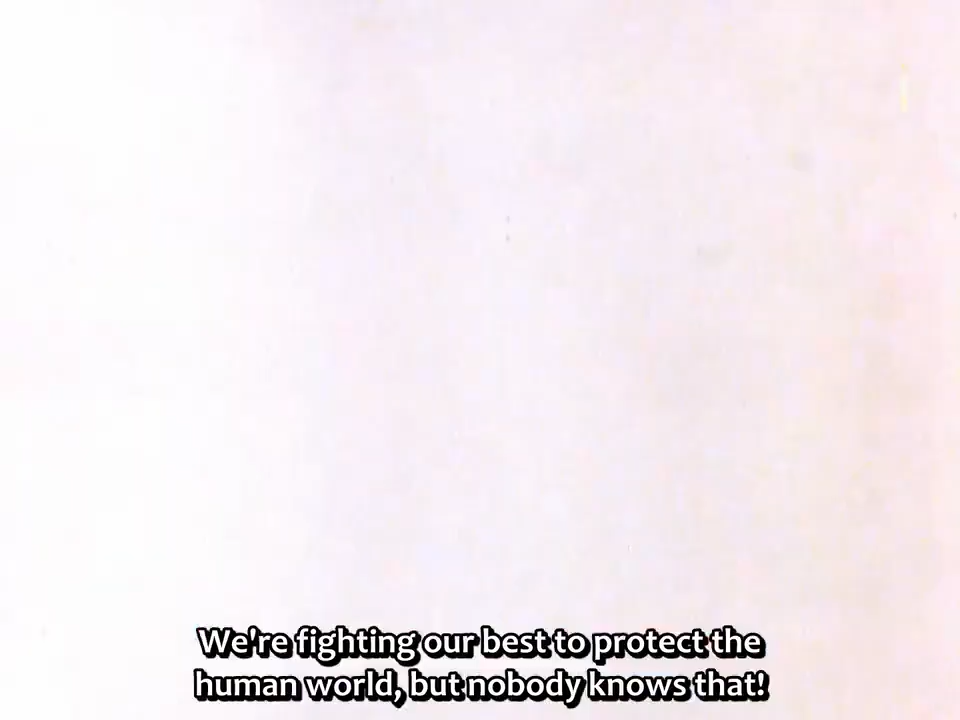 We're fighting our best to protect the
human world, but nobody knows that!